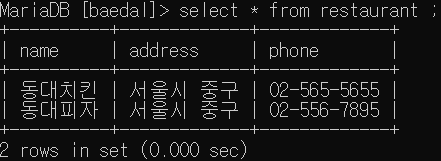 MariaDB [baedal]> select * from restaurant ;
+----------+---------------+-------------+
| name | address | phone |
+----------+---------------+-------------+
| 동대치킨 | 서울시 중구 | 02-565-5655 |
| 동대피자 | 서울시 중구 | 02-556-7895 |
+----------+---------------+-------------+
2 rows in set (0.000 sec)